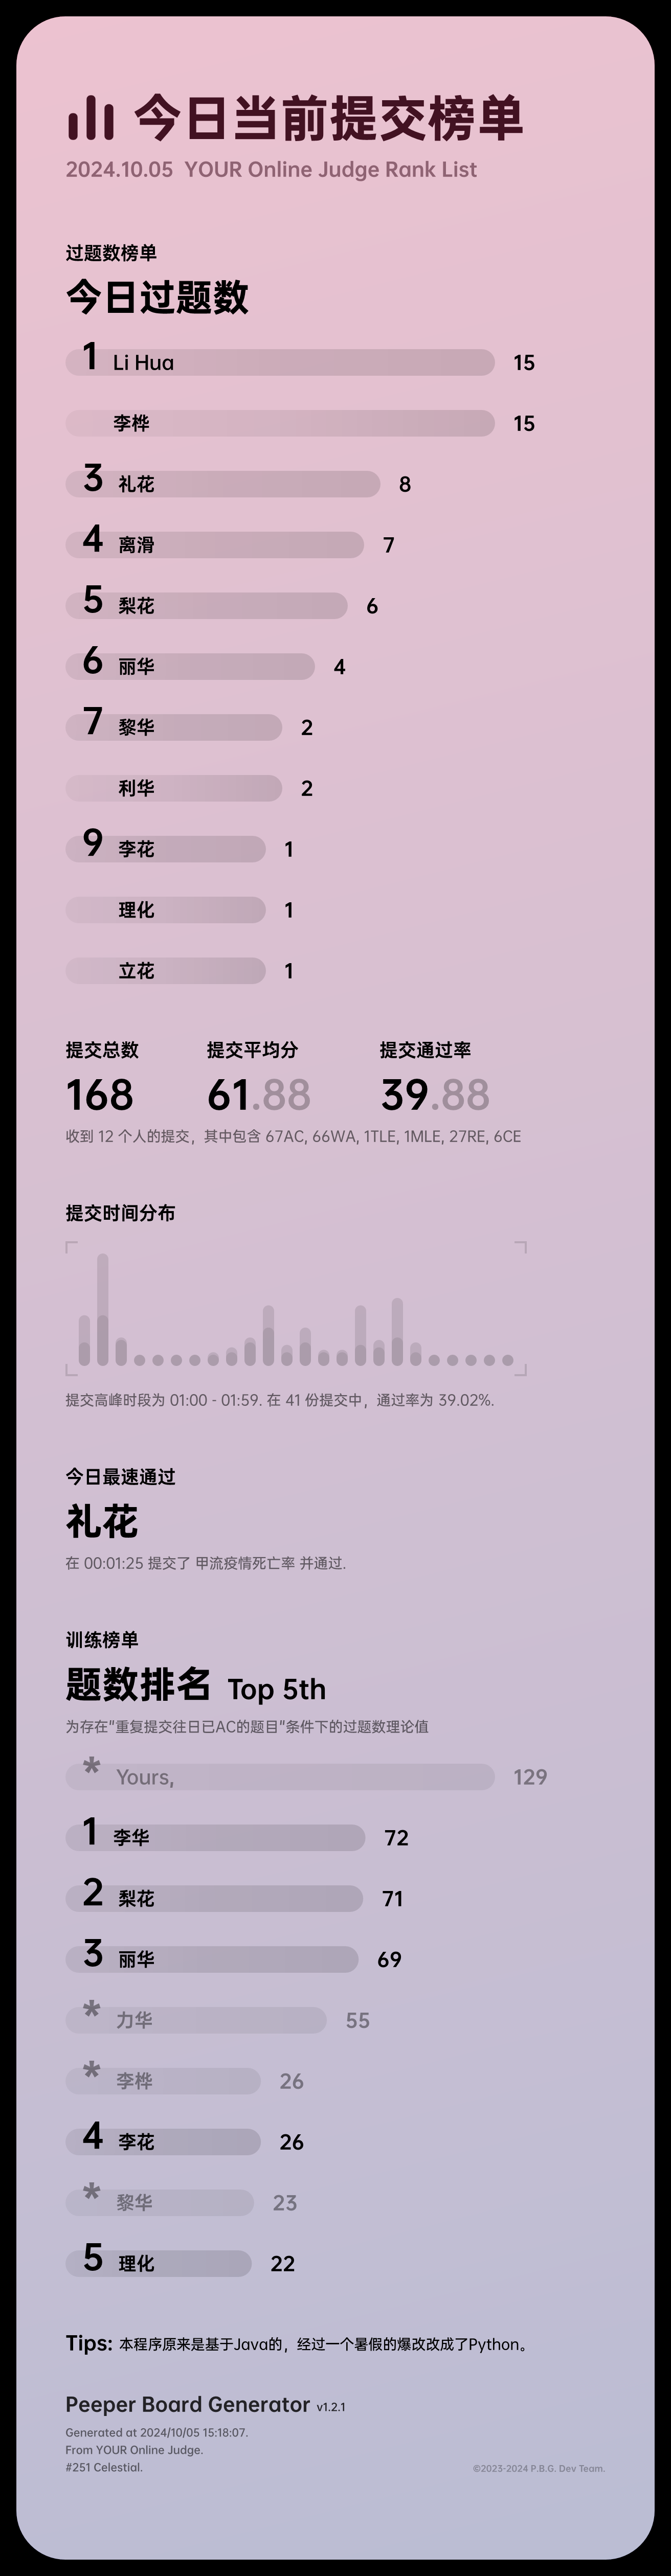 今日当前提交榜单
2024.10.05 YOUR Online Judge Rank List
过题数榜单
今日过题数
1 Li Hua 15
李桦 15
3 礼花 8
4 离滑 7
5 梨花 6
6 丽华 4
7 黎华 2
利华 2
9 李花 1
理化 1
立花 1
提交总数 提交平均分 提交通过率
168 61.88 39.88
收到 12 个人的提交，其中包含 67AC, 66WA, 1TLE, 1MLE, 27RE, 6CE
提交时间分布
提交高峰时段为 01:00 - 01:59. 在 41 份提交中，通过率为 39.02%.
今日最速通过
礼花
在 00:01:25 提交了 甲流疫情死亡率 并通过.
训练榜单
题数排名 Top 5th
为存在"重复提交往日已AC的题目"条件下的过题数理论值
* Yours, 129
1 李华 72
2 梨花 71
3 丽华 69
* 力华 55
* 李桦 26
4 李花 26
* 黎华 23
5 理化 22
Tips: 本程序原来是基于Java的，经过一个暑假的爆改改成了Python。
Peeper Board Generator v1.2.1
Generated at 2024/10/05 15:18:07.
From YOUR Online Judge.
#251 Celestial.
©2023-2024 P.B.G. Dev Team.